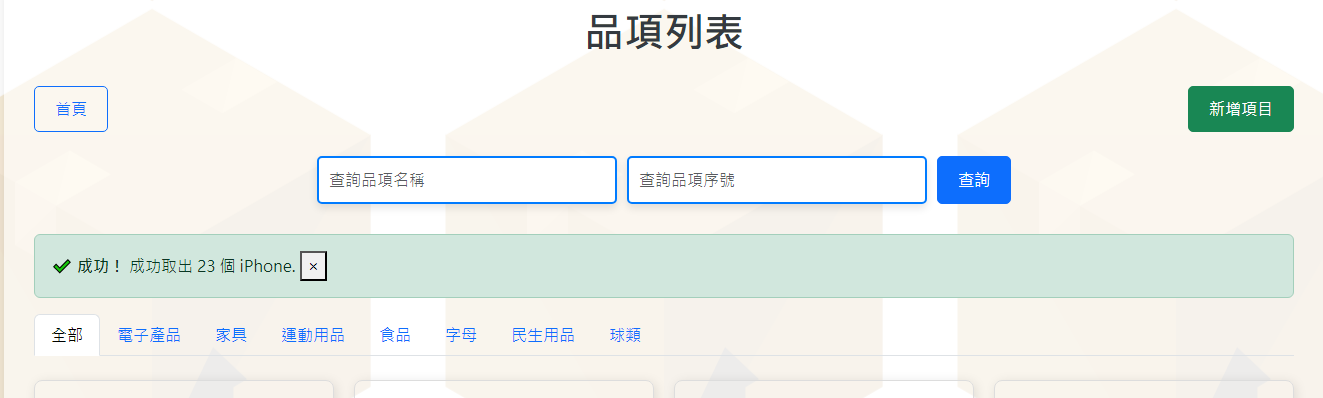 品項列表
首頁
新增項目
查詢品項名稱
查詢品項序號
查詢
成功！ 成功取出 23 個 iPhone. ×
全部 電子產品 家具 運動用品 食品 字母 民生用品 球類